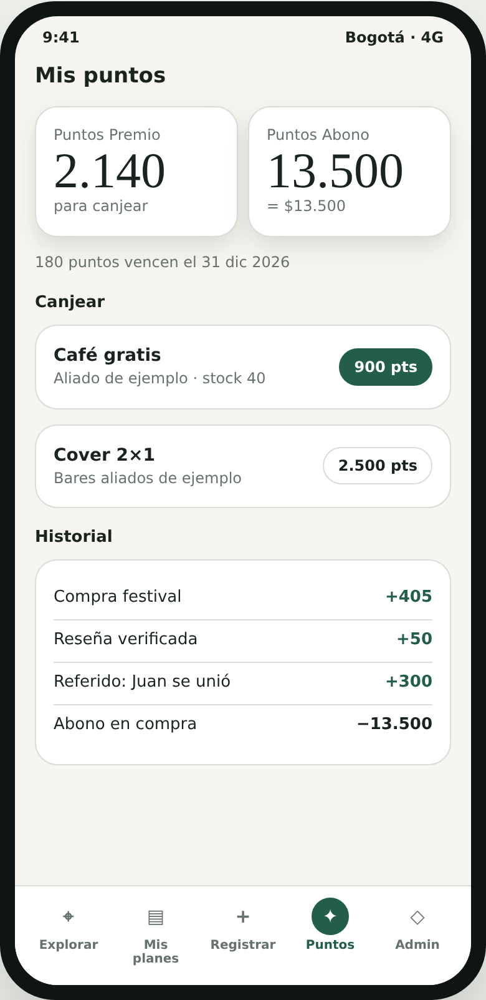 9:41
Bogotá · 4G
Mis puntos
Puntos Premio
2.140
para canjear
Puntos Abono
13.500
= $13.500
180 puntos vencen el 31 dic 2026
Canjear
Café gratis
Aliado de ejemplo · stock 40
900 pts
Cover 2×1
Bares aliados de ejemplo
2.500 pts
Historial
Compra festival
+405
Reseña verificada
+50
Referido: Juan se unió
+300
Abono en compra
−13.500
Explorar
Mis
planes
Registrar
Puntos
Admin